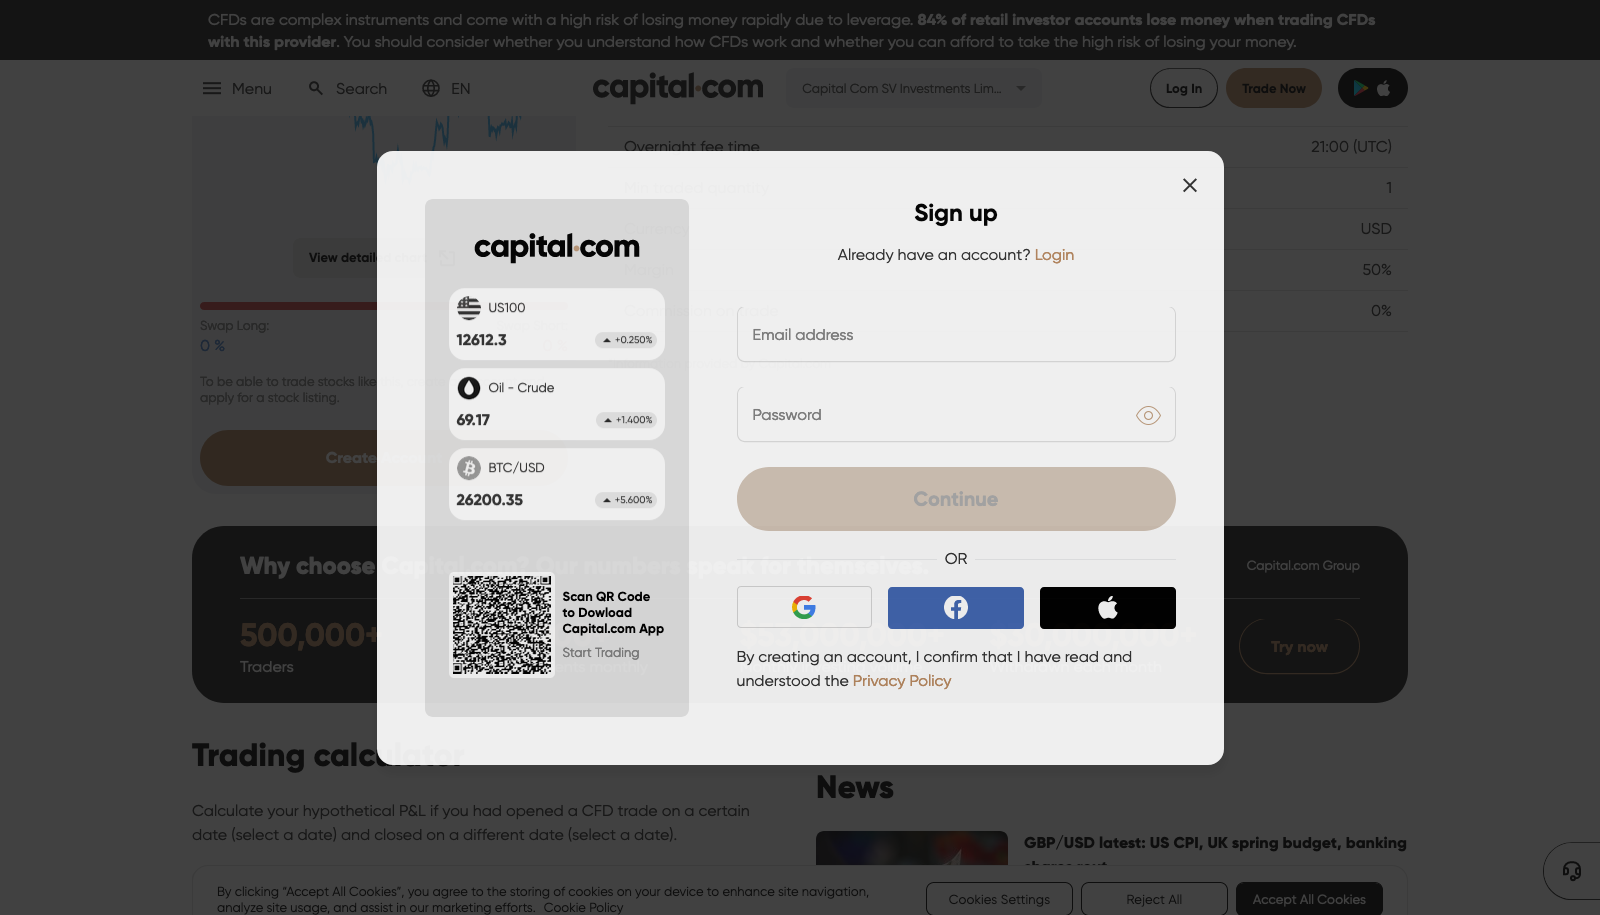 CFDs are complex instruments and come with a high risk of losing money rapidly due to leverage. 84% of retail investor accounts lose money when trading CFDs
with this provider. You should consider whether you understand how CFDs work and whether you can afford to take the high risk of losing your money.
Menu
Search
EN
capital.com
Capital Com SV Investments Lim...
Log In
Trade Now
Overnight fee time
21:00 (UTC)
1
USD
50%
0%
View detailed
Swap Long:
0 %
To be able to trade stocks like
apply for a stock listing.
Create
capital.com
US100
12612.3
+0.250%
Oil - Crude
69.17
+1.400%
BTC/USD
26200.35
+5.600%
Scan QR Code
to Dowload
Capital.com App
Start Trading
Sign up
Already have an account? Login
Email address
Password
Continue
OR
By creating an account, I confirm that I have read and
understood the Privacy Policy
Why choose Capital.com? Our numbers speak for themselves.
Capital.com Group
500,000+
Traders
Try now
Trading calculator
Calculate your hypothetical P&L if you had opened a CFD trade on a certain
date (select a date) and closed on a different date (select a date).
News
GBP/USD latest: US CPI, UK spring budget, banking
By clicking “Accept All Cookies”, you agree to the storing of cookies on your device to enhance site navigation,
analyze site usage, and assist in our marketing efforts. Cookie Policy
Cookies Settings
Reject All
Accept All Cookies